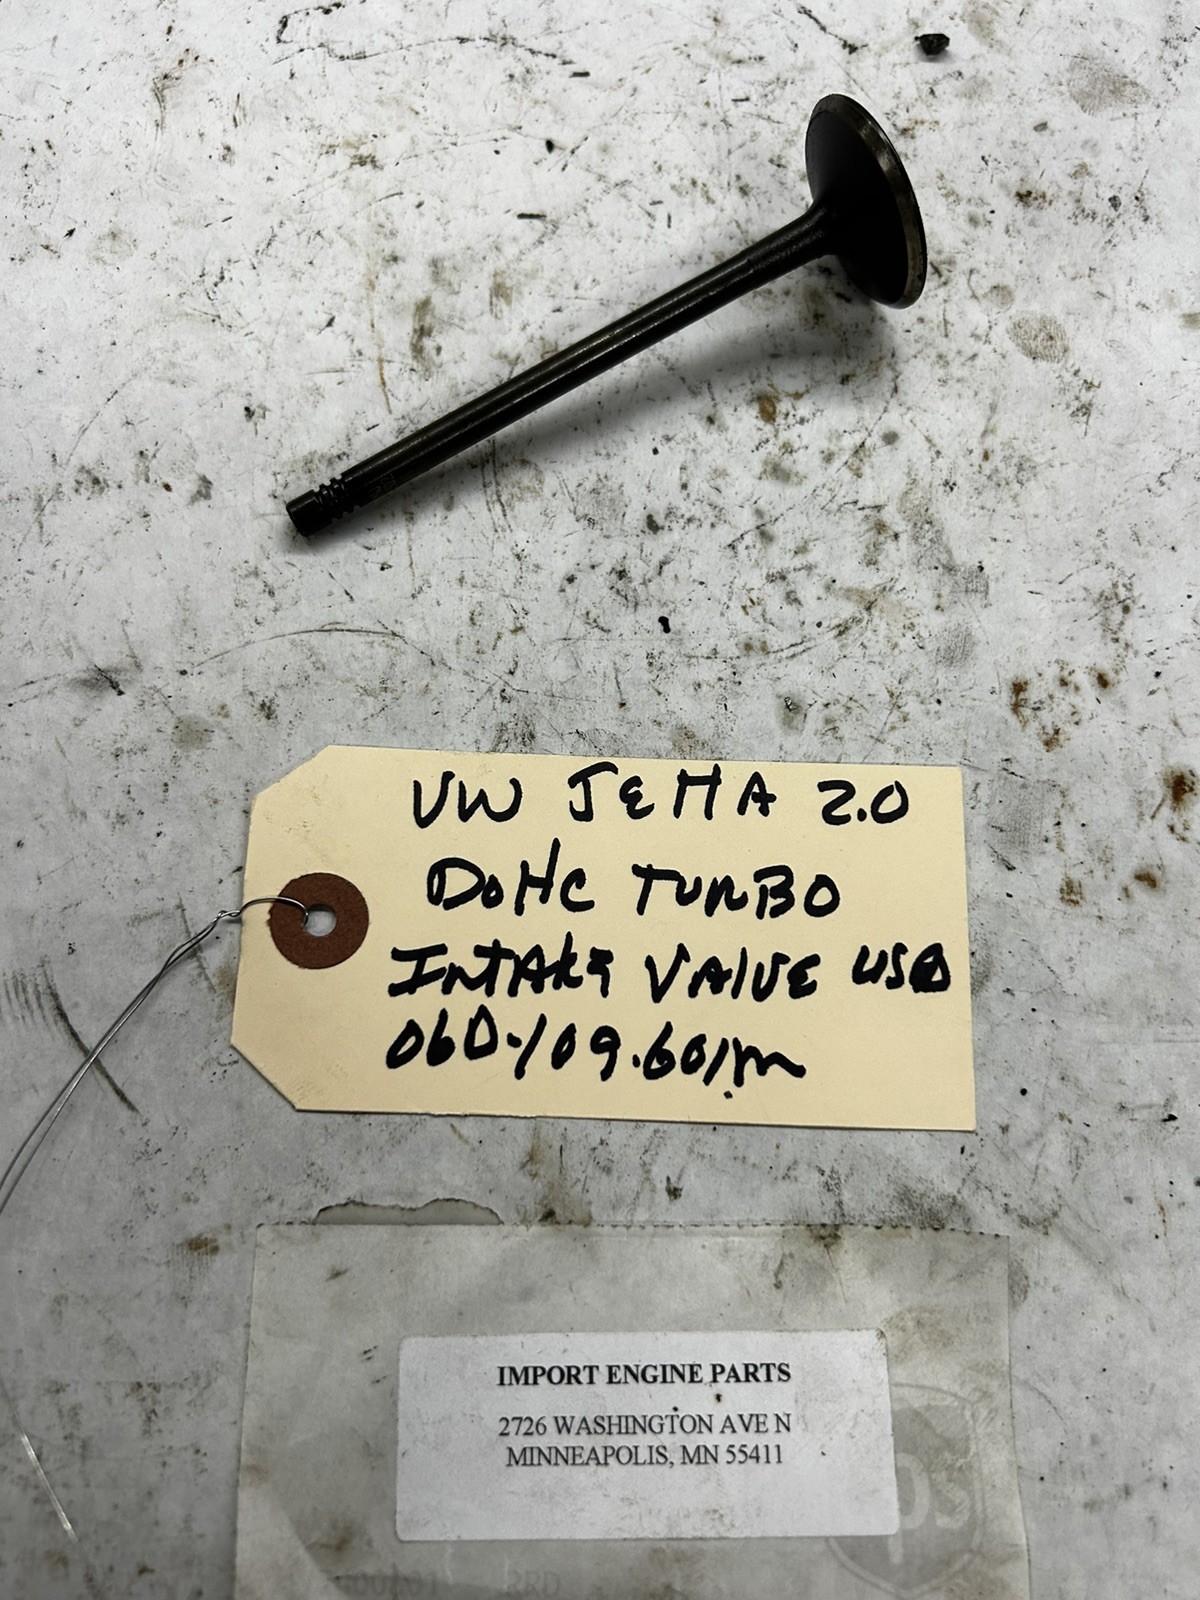 VW JETTA 2.0
DOHC TURBO
INTAKE VALVE USED
06D.109.601M
IMPORT ENGINE PARTS
2726 WASHINGTON AVE N
MINNEAPOLIS, MN 55411